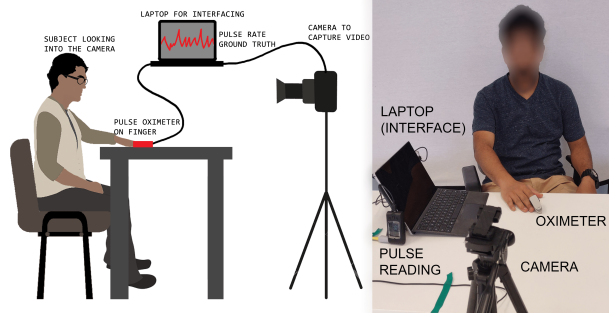 LAPTOP FOR INTERFACING
SUBJECT LOOKING
INTO THE CAMERA
PULSE RATE
GROUND TRUTH
CAMERA TO
CAPTURE VIDEO
PULSE OXIMETER
ON FINGER
LAPTOP
(INTERFACE)
OXIMETER
PULSE
READING
CAMERA